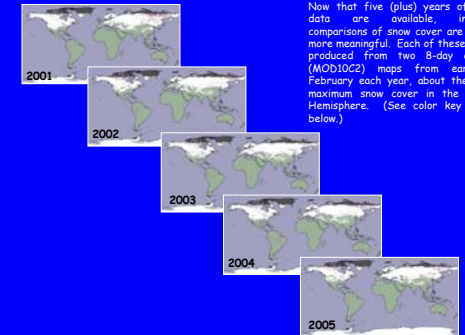 Now that five (plus) years of
data are available, in
comparisons of snow cover are
more meaningful. Each of these
produced from two 8-day
(MOD10C2) maps from ear
February each year, about the
maximum snow cover in the
Hemisphere. (See color key
below.)
2001
2002
2003
2004
2005